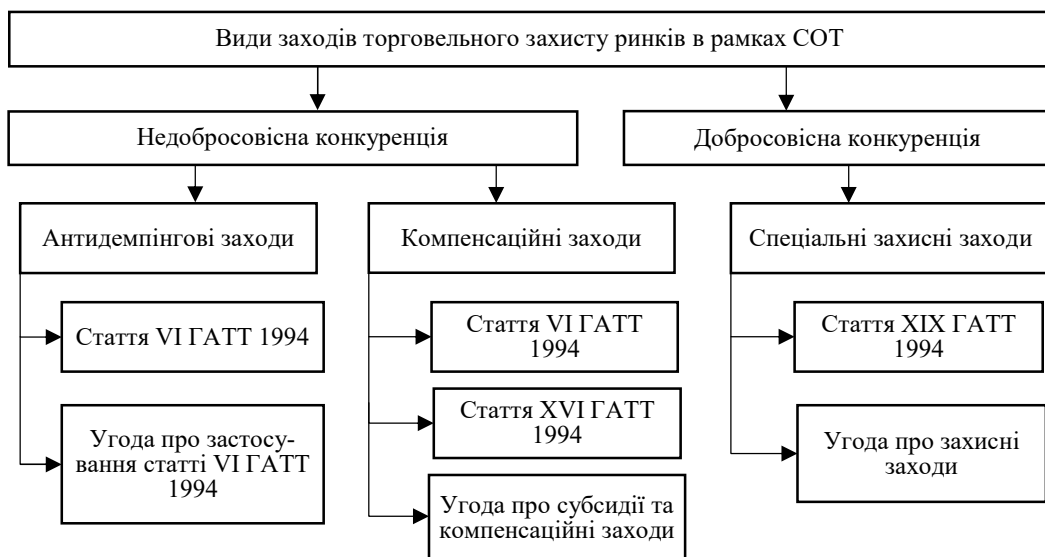 Види заходів торговельного захисту ринків в рамках СОТ
Недобросовісна конкуренція
Добросовісна конкуренція
Антидемпінгові заходи
Компенсаційні заходи
Спеціальні захисні заходи
Стаття VI ГАТТ 1994
Угода про застосу-
вання статті VI ГАТТ
1994
Стаття VI ГАТТ
1994
Стаття XVI ГАТТ
1994
Угода про субсидії та
компенсаційні заходи
Стаття XIX ГАТТ
1994
Угода про захисні
заходи